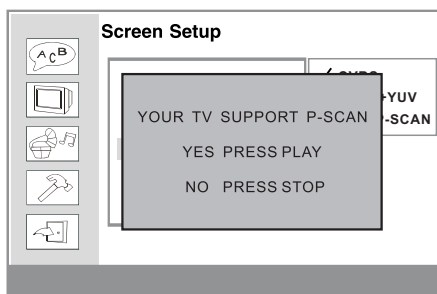 Screen Setup
A C B
+YUV
-SCAN
YOUR TV SUPPORT P-SCAN
YES PRESS PLAY
NO PRESS STOP